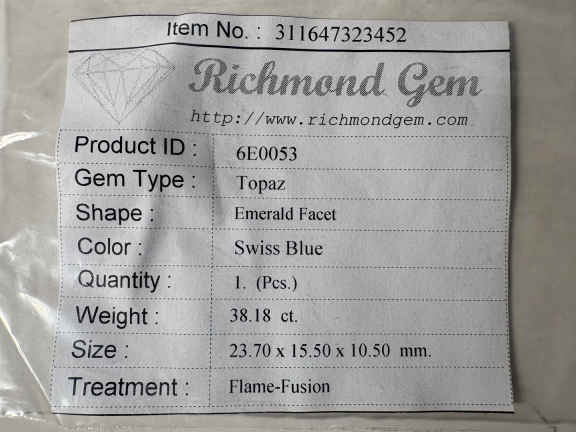 Item No. : 311647323452
Richmond Gem
http://www.richmondgem.com
Product ID : 6E0053
Gem Type : Topaz
Shape : Emerald Facet
Color : Swiss Blue
Quantity : 1. (Pcs.)
Weight : 38.18 ct.
Size : 23.70 x 15.50 x 10.50 mm.
Treatment : Flame-Fusion